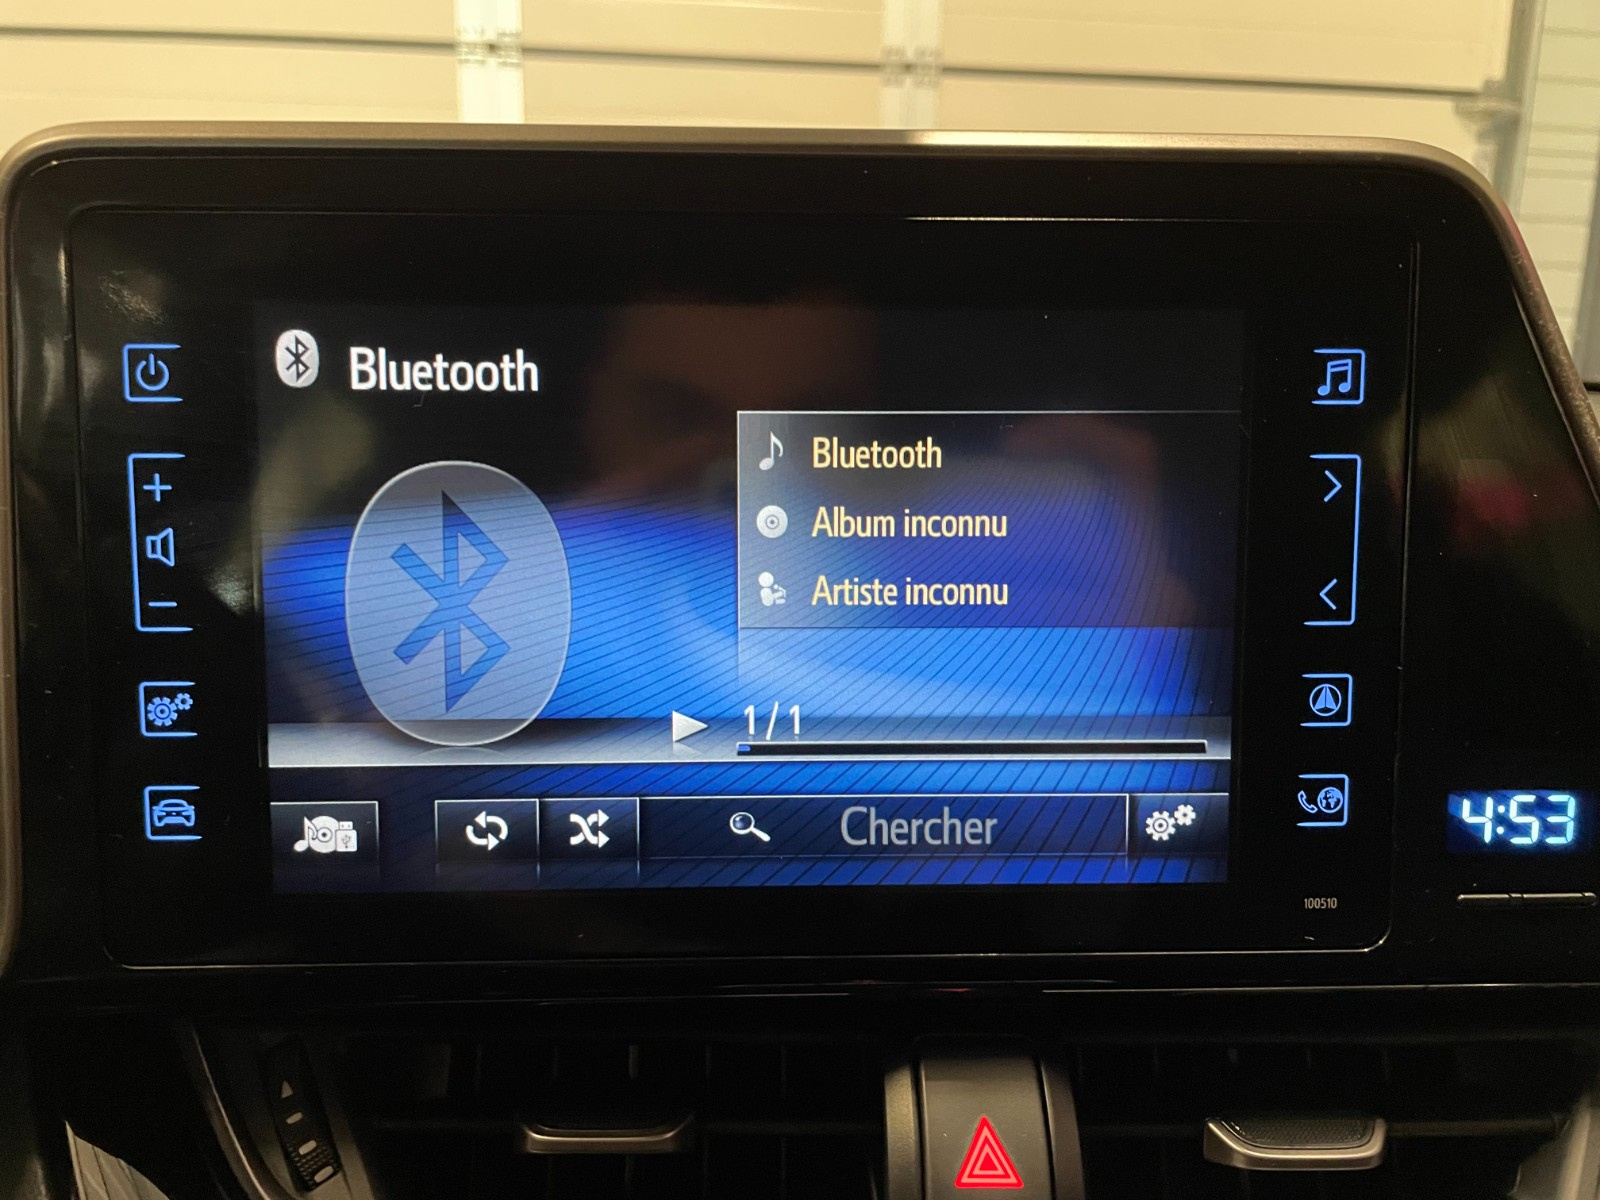 Bluetooth
Bluetooth
Album inconnu
Artiste inconnu
1/1
Chercher
4:53
100510